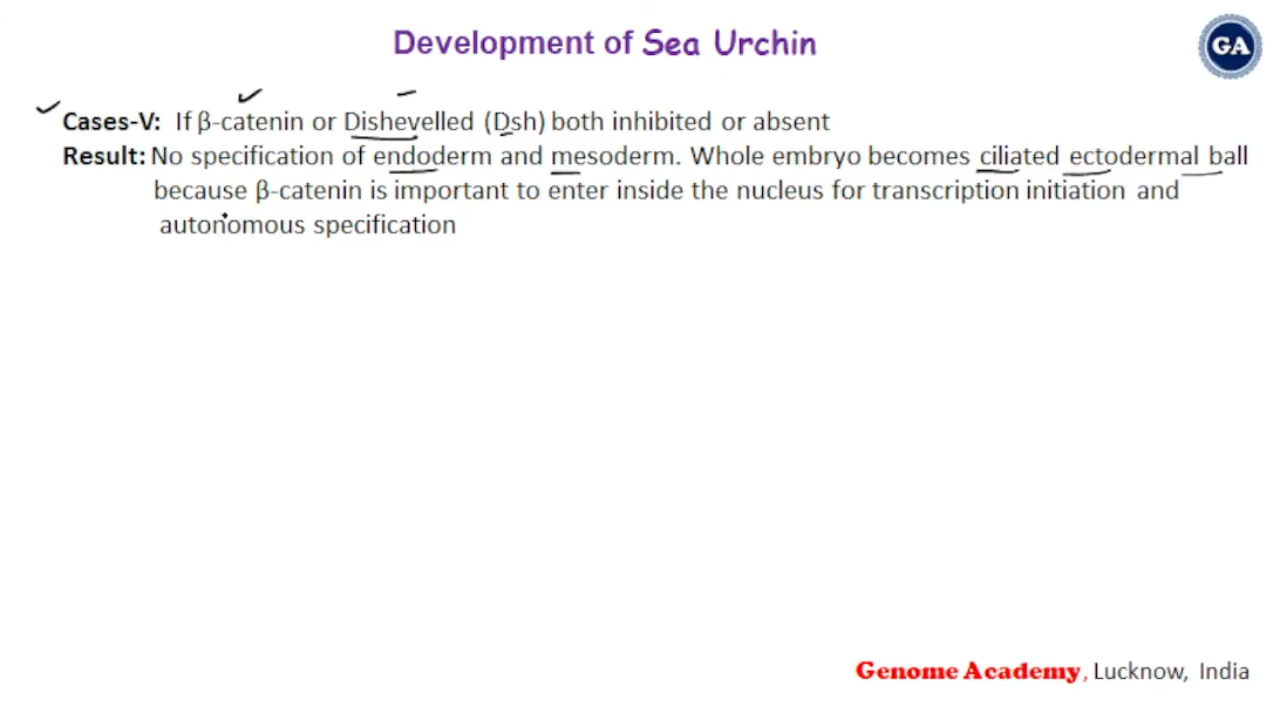 Development of Sea Urchin
GA
Cases-V: If β-catenin or Dishevelled (Dsh) both inhibited or absent
Result: No specification of endoderm and mesoderm. Whole embryo becomes ciliated ectodermal ball
because β-catenin is important to enter inside the nucleus for transcription initiation and
autonomous specification
Genome Academy, Lucknow, India